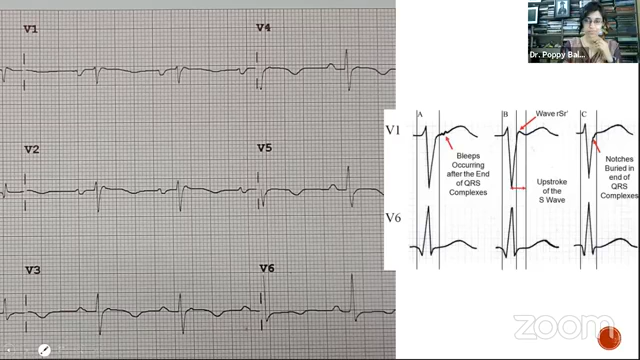 V1
V4
V2
V5
V3
V6
Dr. Poppy Bal...
A
B
C
Wave rSr'
V1
Bleeps
Occurring
after the End
of QRS
Complexes
Upstroke
of the
S Wave
Notches
Buried in
end of
QRS
Complexes
V6
zoom